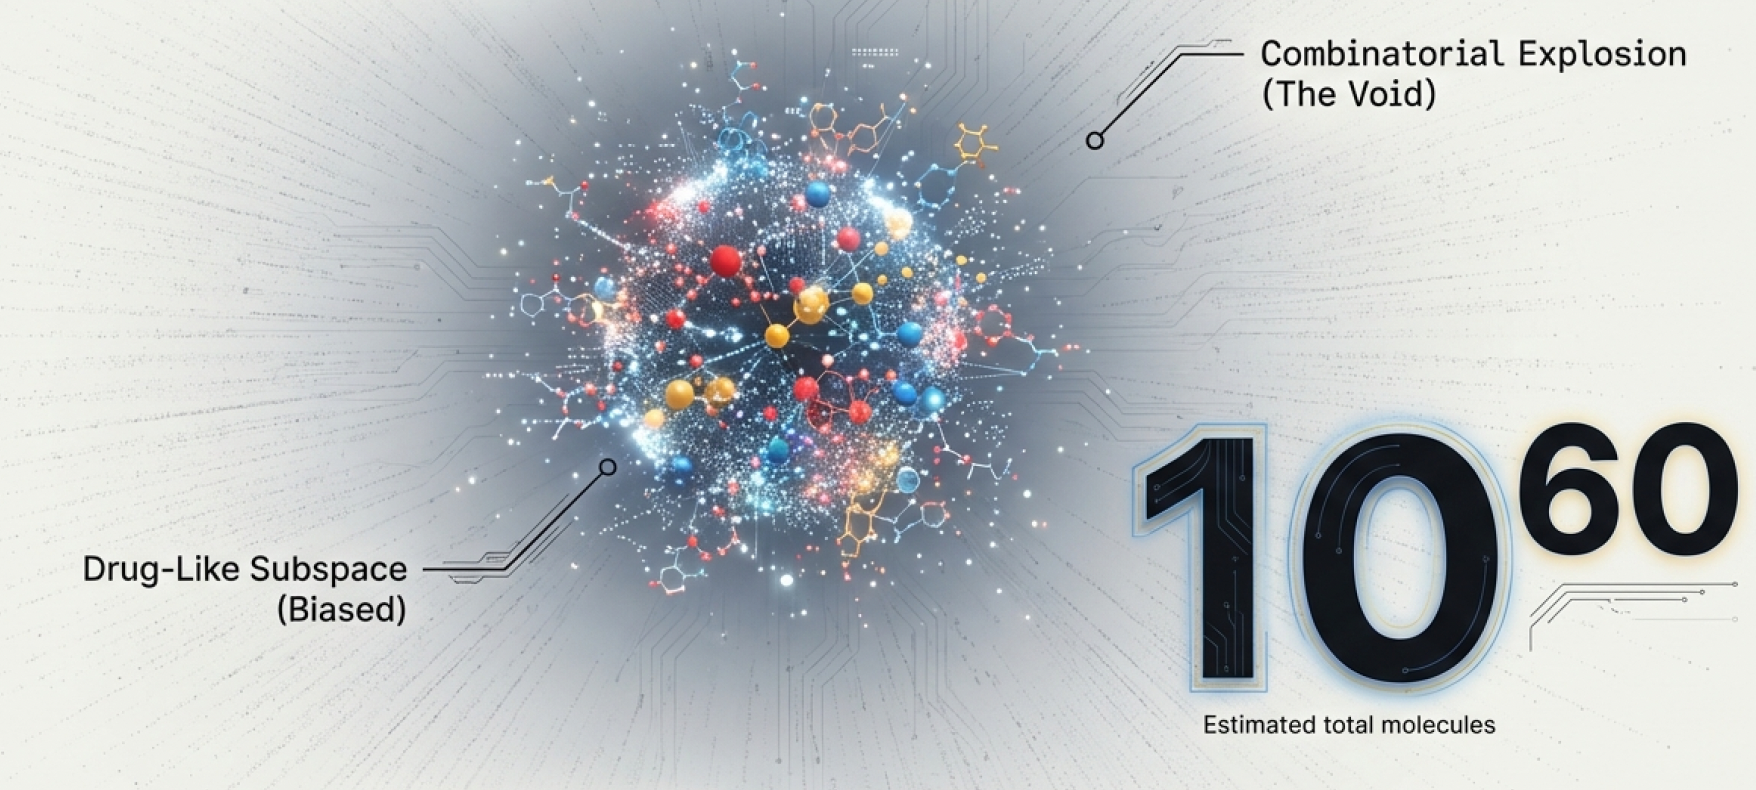 Combinatorial Explosion
(The Void)
Drug-Like Subspace
(Biased)
10⁶⁰
Estimated total molecules